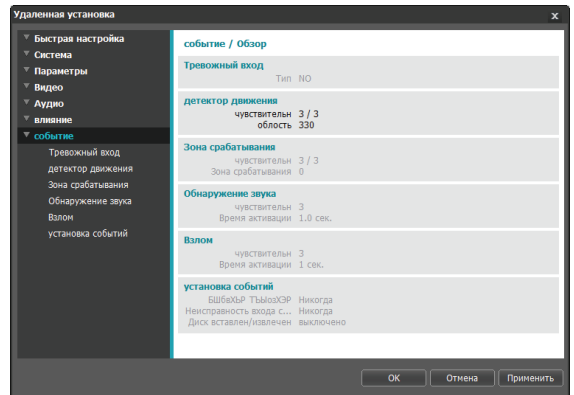 Удаленная установка
x
Быстрая настройка
Система
Параметры
Видео
Аудио
влияние
событие
Тревожный вход
детектор движения
Зона срабатывания
Обнаружение звука
Взлом
установка событий
событие / Обзор
Тревожный вход
Тип NO
детектор движения
чувствительн 3 / 3
облость 330
Зона срабатывания
чувствительн 3 / 3
Зона срабатывания 0
Обнаружение звука
чувствительн 3
Время активации 1.0 сек.
Взлом
чувствительн 3
Время активации 1 сек.
установка событий
Никогда
Неисправность входа с... Никогда
Диск вставлен/извлечен выключено
OK Отмена Применить